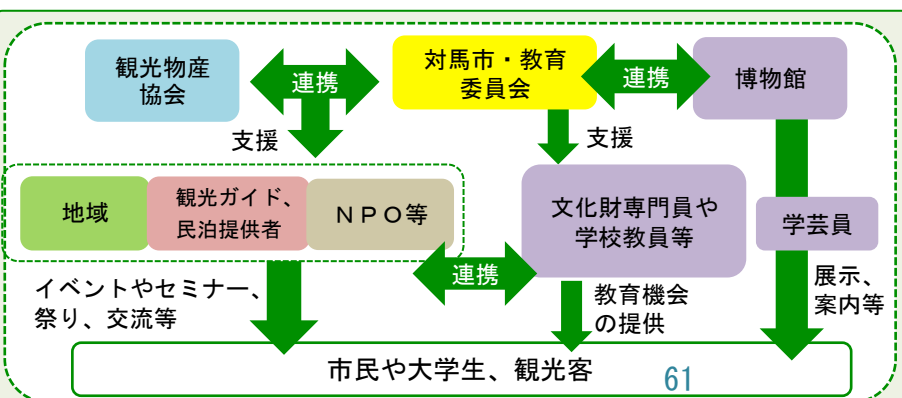 観光物産
協会
連携
対馬市・教育
委員会
連携
博物館
支援
支援
地域
観光ガイド、
民泊提供者
ＮＰＯ等
文化財専門員や
学校教員等
学芸員
連携
イベントやセミナー、
祭り、交流等
教育機会
の提供
展示、
案内等
市民や大学生、観光客
61